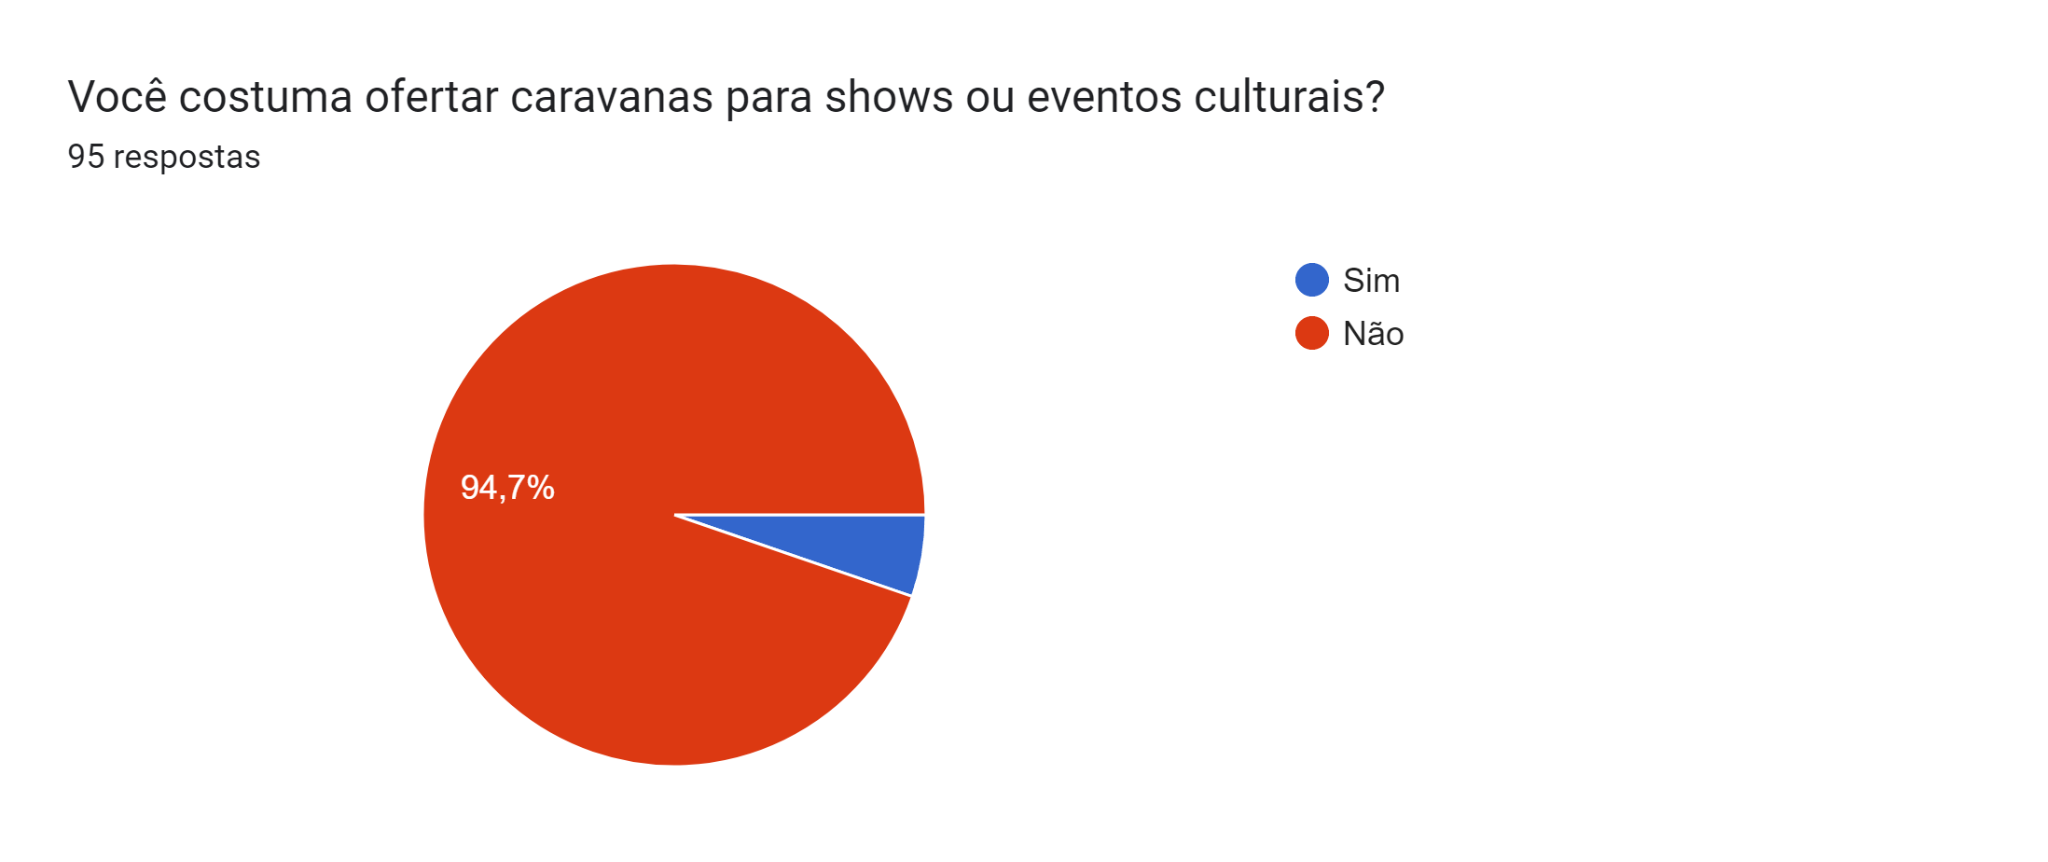 Você costuma ofertar caravanas para shows ou eventos culturais?
95 respostas
Sim
Não
94,7%